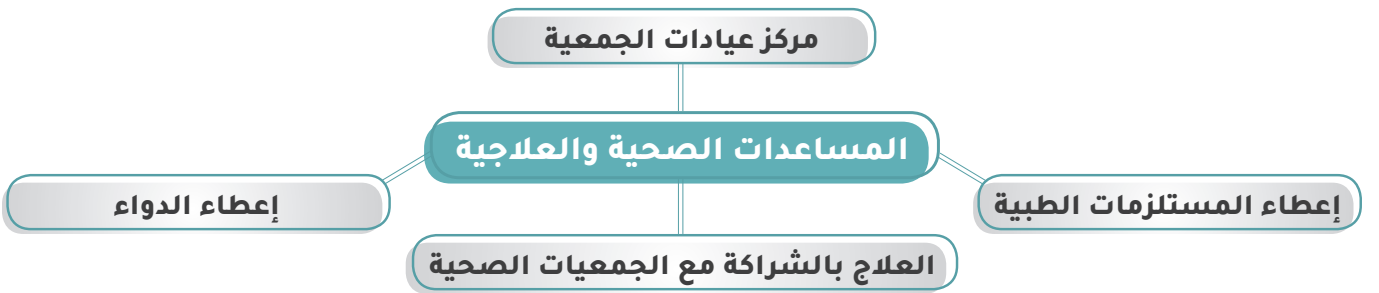 مركز عيادات الجمعية
المساعدات الصحية والعلاجية
إعطاء المستلزمات الطبية
إعطاء الدواء
العلاج بالشراكة مع الجمعيات الصحية